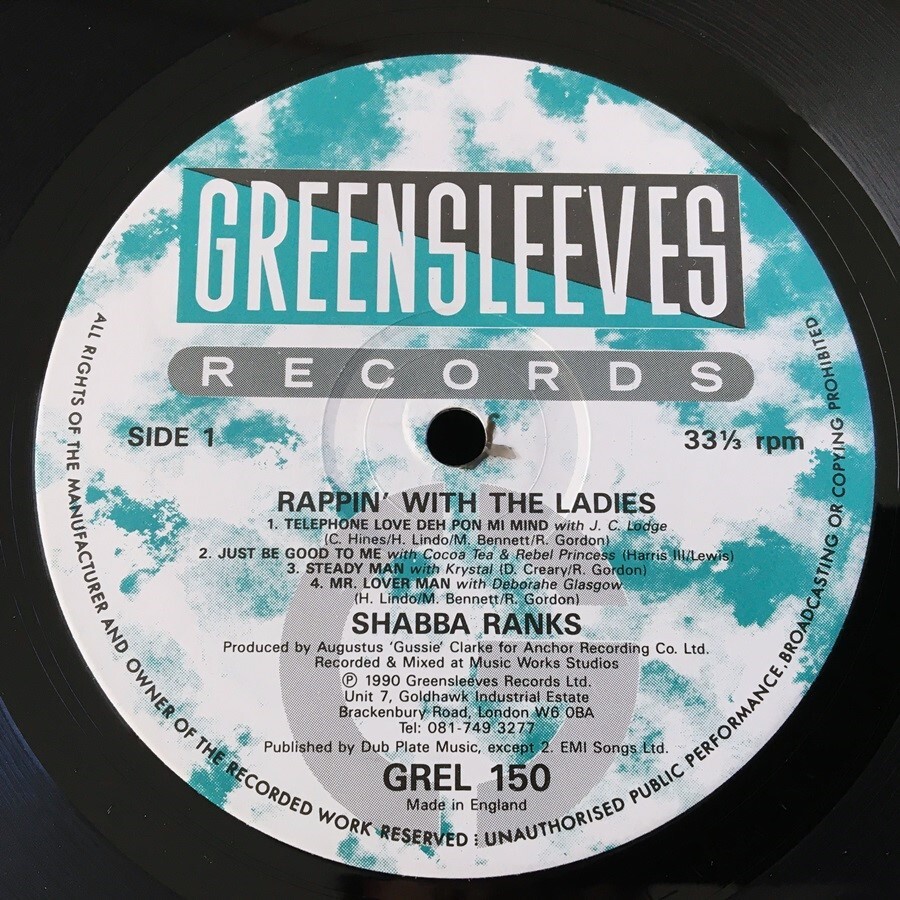 GREENSLEEVES
RECORDS
SIDE 1
33⅓ rpm
RAPPIN' WITH THE LADIES
1. TELEPHONE LOVE DEH PON MI MIND with J. C. Lodge
(C. Hines/H. Lindo/M. Bennett/R. Gordon)
2. JUST BE GOOD TO ME with Cocoa Tea & Rebel Princess (Harris III/Lewis)
3. STEADY MAN with Krystal (D. Creary/R. Gordon)
4. MR. LOVER MAN with Deborahe Glasgow
(H. Lindo/M. Bennett/R. Gordon)
SHABBA RANKS
Produced by Augustus 'Gussie' Clarke for Anchor Recording Co. Ltd.
Recorded & Mixed at Music Works Studios
℗ 1990 Greensleeves Records Ltd.
Unit 7, Goldhawk Industrial Estate
Brackenbury Road, London W6 0BA
Tel: 081-749 3277
Published by Dub Plate Music, except 2. EMI Songs Ltd.
GREL 150
Made in England
ALL RIGHTS OF THE MANUFACTURER AND OWNER OF THE RECORDED WORK RESERVED : UNAUTHORISED PUBLIC PERFORMANCE, BROADCASTING OR COPYING PROHIBITED